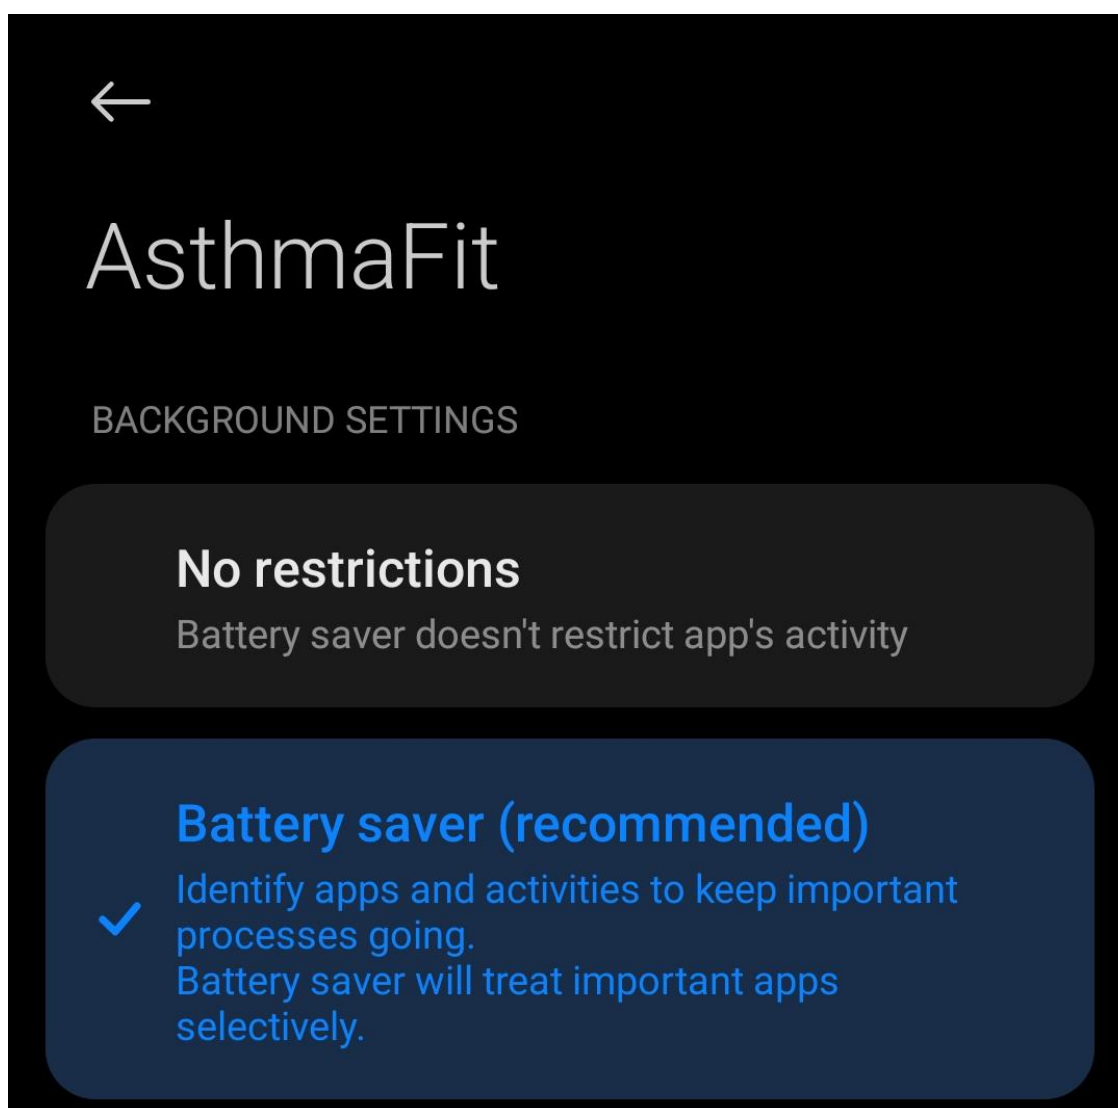 AsthmaFit
BACKGROUND SETTINGS
No restrictions
Battery saver doesn't restrict app's activity
Battery saver (recommended)
Identify apps and activities to keep important
processes going.
Battery saver will treat important apps
selectively.